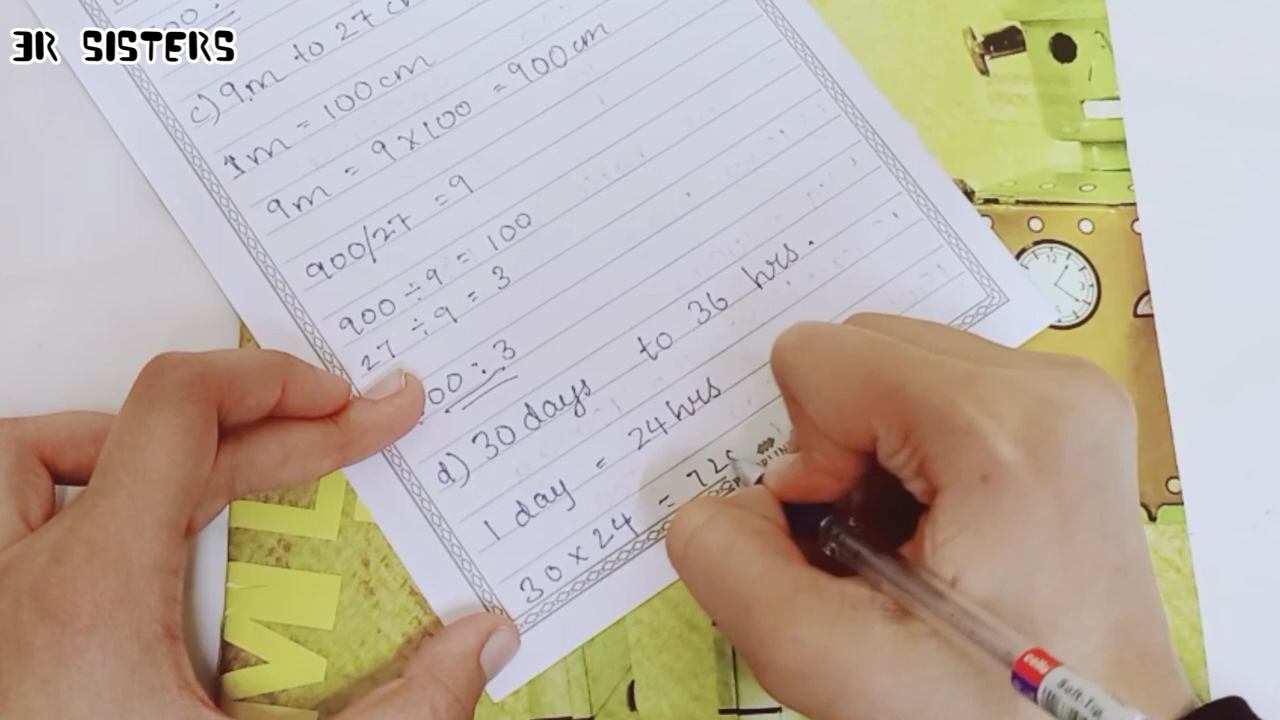 3R SISTERS
c) 9m to 27 c
1m = 100 cm
9m = 9 x 100 = 900 cm
900/27 = 9
900 ÷ 9 = 100
27 ÷ 9 = 3
00 : 3
d) 30 days to 36 hrs.
1 day = 24 hrs
30 x 24 = 72